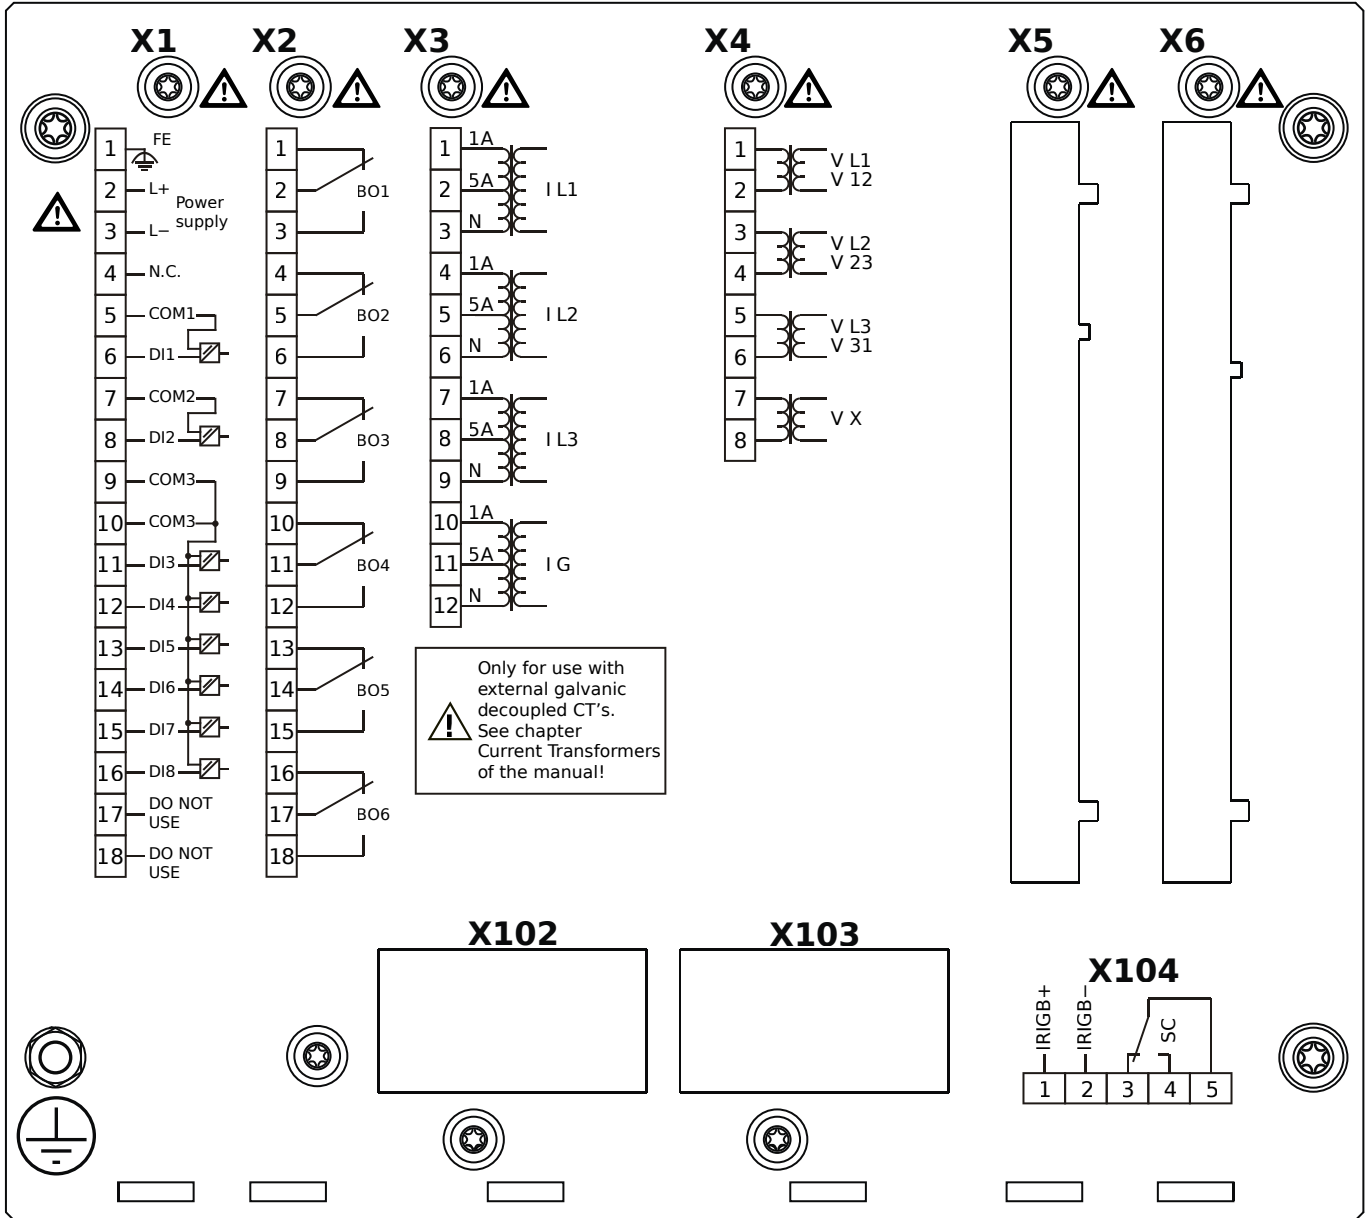 X1
X2
X3
X4
X5
X6
1
FE
2
L+
Power
supply
3
L−
4
N.C.
5
COM1
6
DI1
7
COM2
8
DI2
9
COM3
10
COM3
11
DI3
12
DI4
13
DI5
14
DI6
15
DI7
16
DI8
17
DO NOT
USE
18
DO NOT
USE
1
2
BO1
3
4
5
BO2
6
7
8
BO3
9
10
11
BO4
12
13
14
BO5
15
16
17
BO6
18
1
1A
2
5A
I L1
3
N
4
1A
5
5A
I L2
6
N
7
1A
8
5A
I L3
9
N
10
1A
11
5A
I G
12
N
Only for use with
external galvanic
decoupled CT's.
See chapter
Current Transformers
of the manual!
1
V L1
2
V 12
3
V L2
4
V 23
5
V L3
6
V 31
7
V X
8
X102
X103
X104
IRIGB+
IRIGB−
SC
1
2
3
4
5